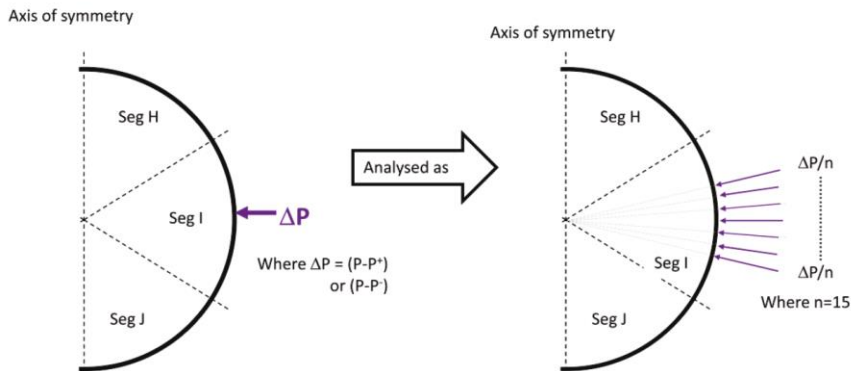 Axis of symmetry
Seg H
Seg I
Seg J
ΔP
Where ΔP = (P-P⁺)
or (P-P⁻)
Analysed as
Axis of symmetry
Seg H
Seg I
Seg J
ΔP/n
ΔP/n
Where n=15